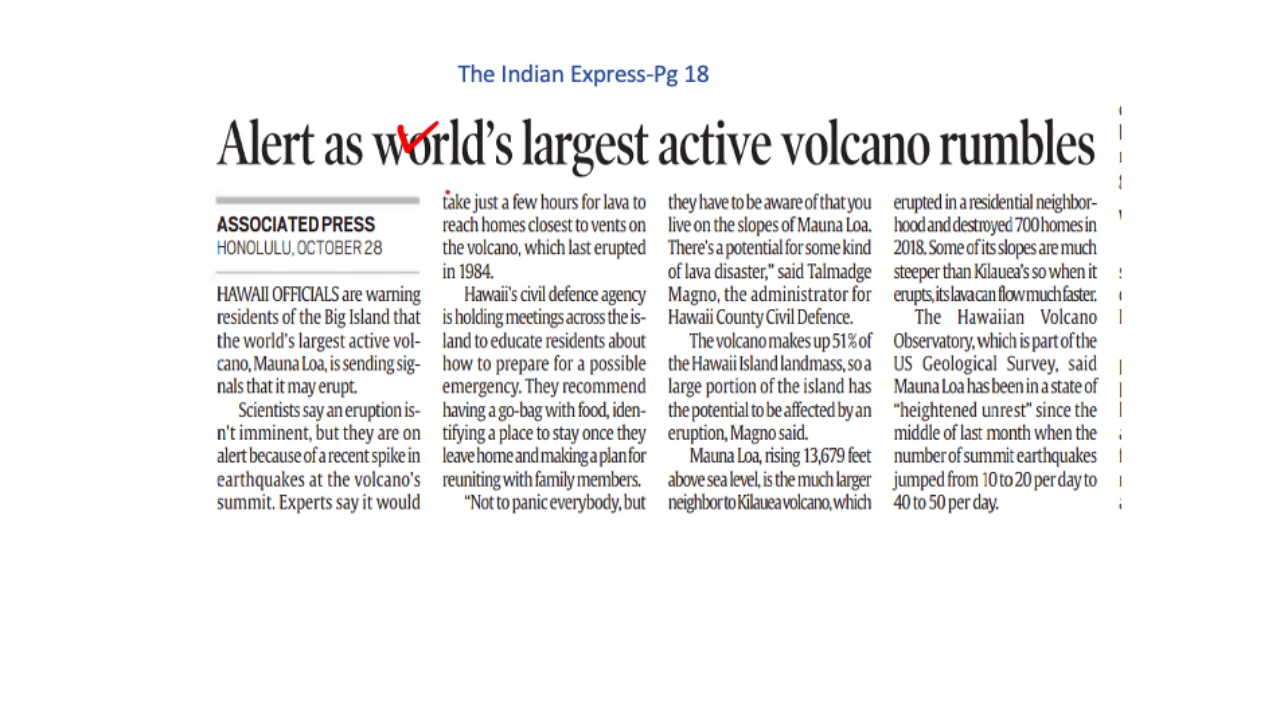 The Indian Express-Pg 18
Alert as world's largest active volcano rumbles
ASSOCIATED PRESS
HONOLULU, OCTOBER 28
HAWAII OFFICIALS are warning
residents of the Big Island that
the world's largest active vol-
cano, Mauna Loa, is sending sig-
nals that it may erupt.
Scientists say an eruption is-
n't imminent, but they are on
alert because of a recent spike in
earthquakes at the volcano's
summit. Experts say it would
take just a few hours for lava to
reach homes closest to vents on
the volcano, which last erupted
in 1984.
Hawaii's civil defence agency
is holding meetings across the is-
land to educate residents about
how to prepare for a possible
emergency. They recommend
having a go-bag with food, iden-
tifying a place to stay once they
leave home and making a plan for
reuniting with family members.
"Not to panic everybody, but
they have to be aware of that you
live on the slopes of Mauna Loa.
There's a potential for some kind
of lava disaster," said Talmadge
Magno, the administrator for
Hawaii County Civil Defence.
The volcano makes up 51% of
the Hawaii Island landmass, so a
large portion of the island has
the potential to be affected by an
eruption, Magno said.
Mauna Loa, rising 13,679 feet
above sea level, is the much larger
neighbor to Kilauea volcano, which
erupted in a residential neighbor-
hood and destroyed 700 homes in
2018. Some of its slopes are much
steeper than Kilauea's so when it
erupts, its lava can flow much faster.
The Hawaiian Volcano
Observatory, which is part of the
US Geological Survey, said
Mauna Loa has been in a state of
"heightened unrest" since the
middle of last month when the
number of summit earthquakes
jumped from 10 to 20 per day to
40 to 50 per day.